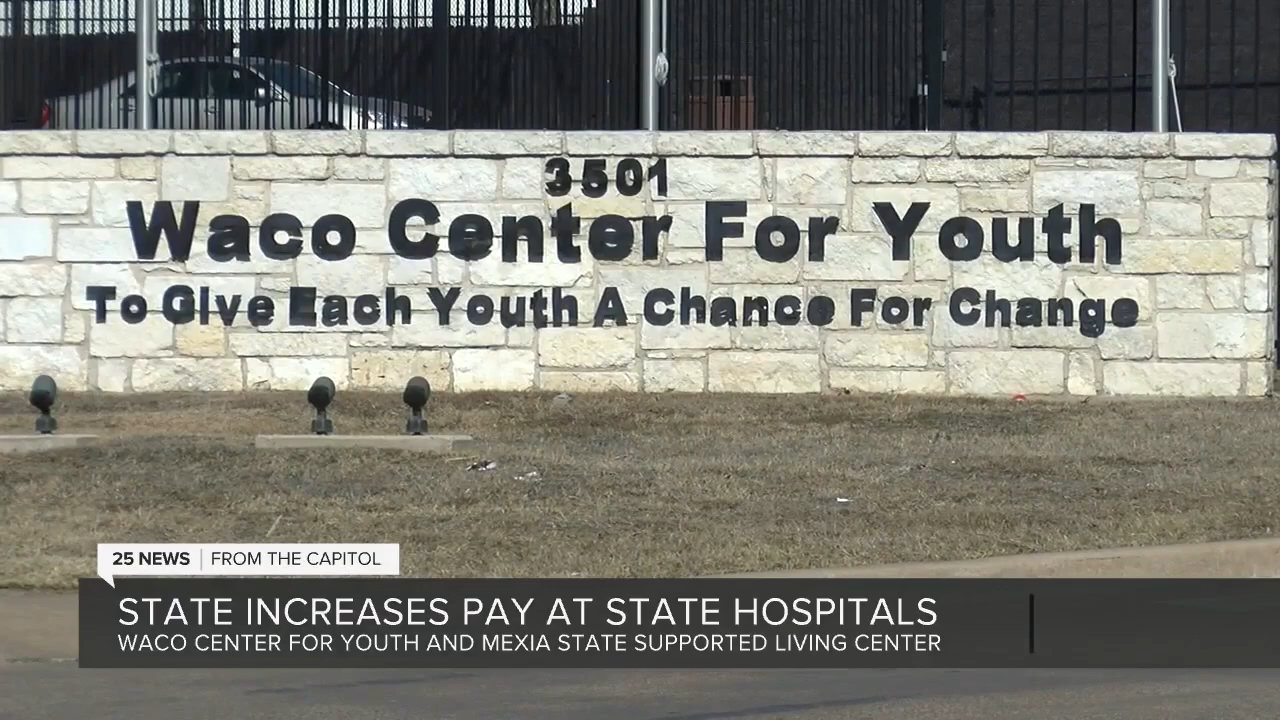 3501
Waco Center For Youth
To Give Each Youth A Chance For Change
25 NEWS | FROM THE CAPITOL
STATE INCREASES PAY AT STATE HOSPITALS
WACO CENTER FOR YOUTH AND MEXIA STATE SUPPORTED LIVING CENTER